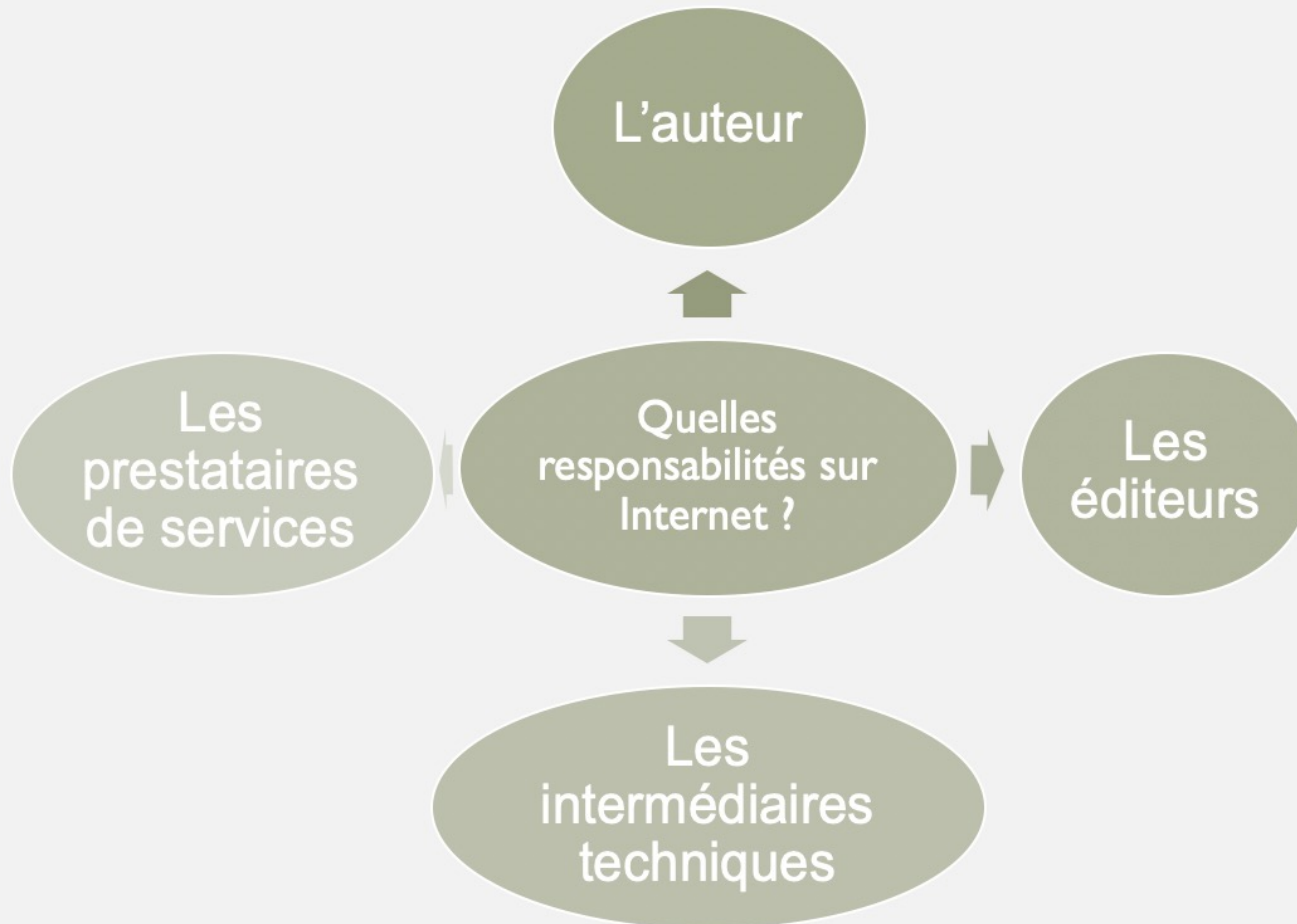 L’auteur
Les
prestataires
de services
Quelles
responsabilités sur
Internet ?
Les
éditeurs
Les
intermédiaires
techniques